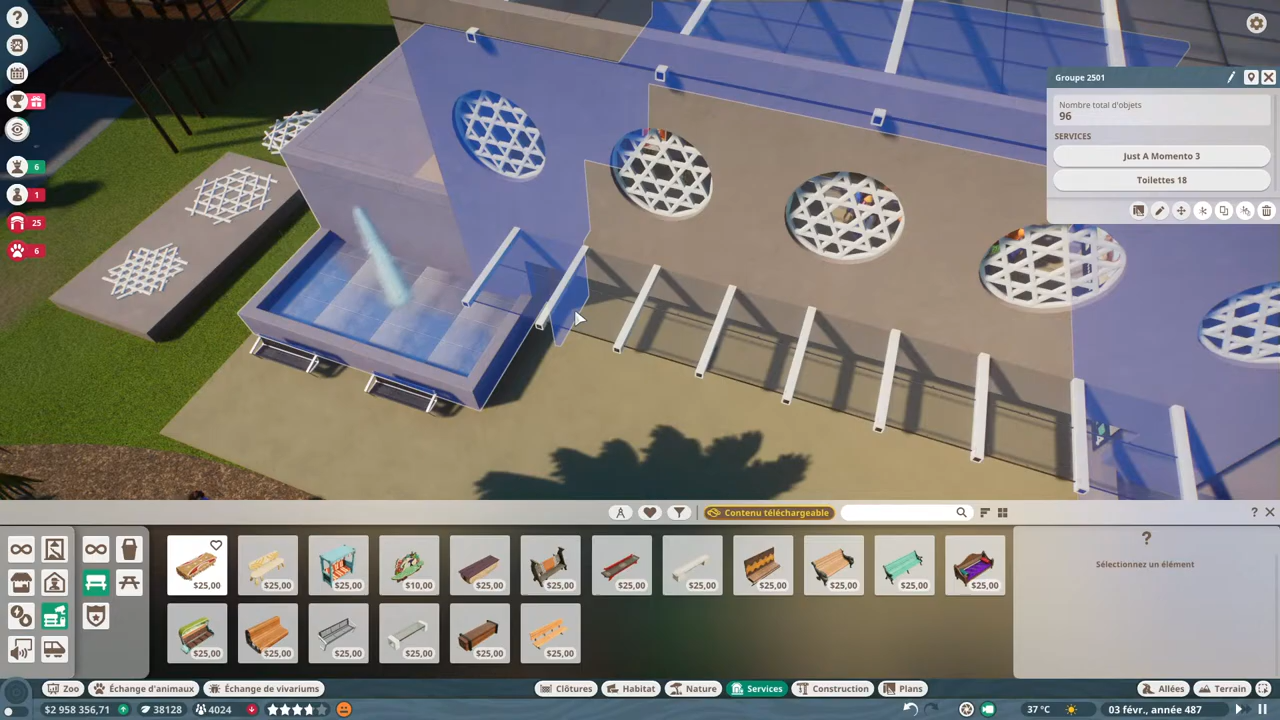 ?
6
1
25
6
Groupe 2501
Nombre total d'objets
96
SERVICES
Just A Momento 3
Toilettes 18
Contenu téléchargeable
?
$25,00 $25,00 $25,00 $10,00 $25,00 $25,00 $25,00 $25,00 $25,00 $25,00 $25,00 $25,00
$25,00 $25,00 $25,00 $25,00 $25,00 $25,00
?
Sélectionnez un élément
Zoo Échange d'animaux Échange de vivariums Clôtures Habitat Nature Services Construction Plans Allées Terrain
$2 958 356,71 38128 4024 37 °C 03 févr., année 487